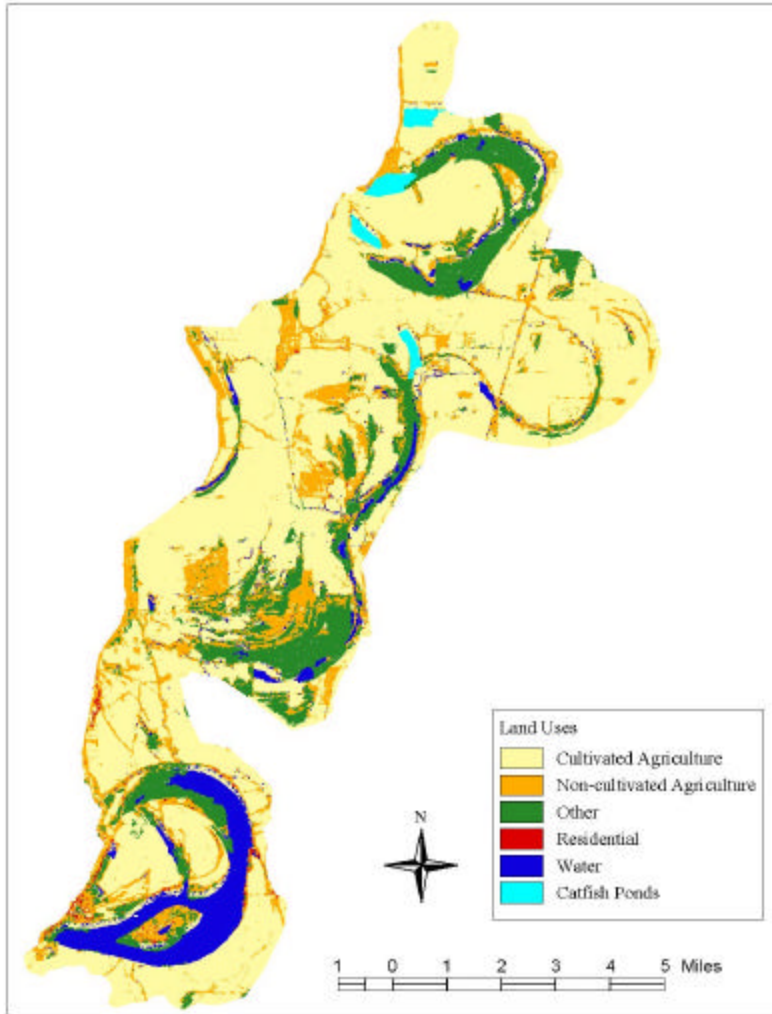 Land Uses
Cultivated Agriculture
Non-cultivated Agriculture
Other
Residential
Water
Catfish Ponds
N
1 0 1 2 3 4 5 Miles